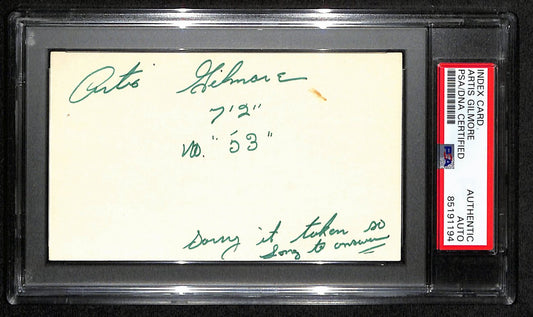 Artis Gilmore
7'2"
no. "53"
sorry it taken so
long to answer
INDEX CARD
ARTIS GILMORE
PSA/DNA CERTIFIED
PSA
AUTHENTIC
AUTO
85191194